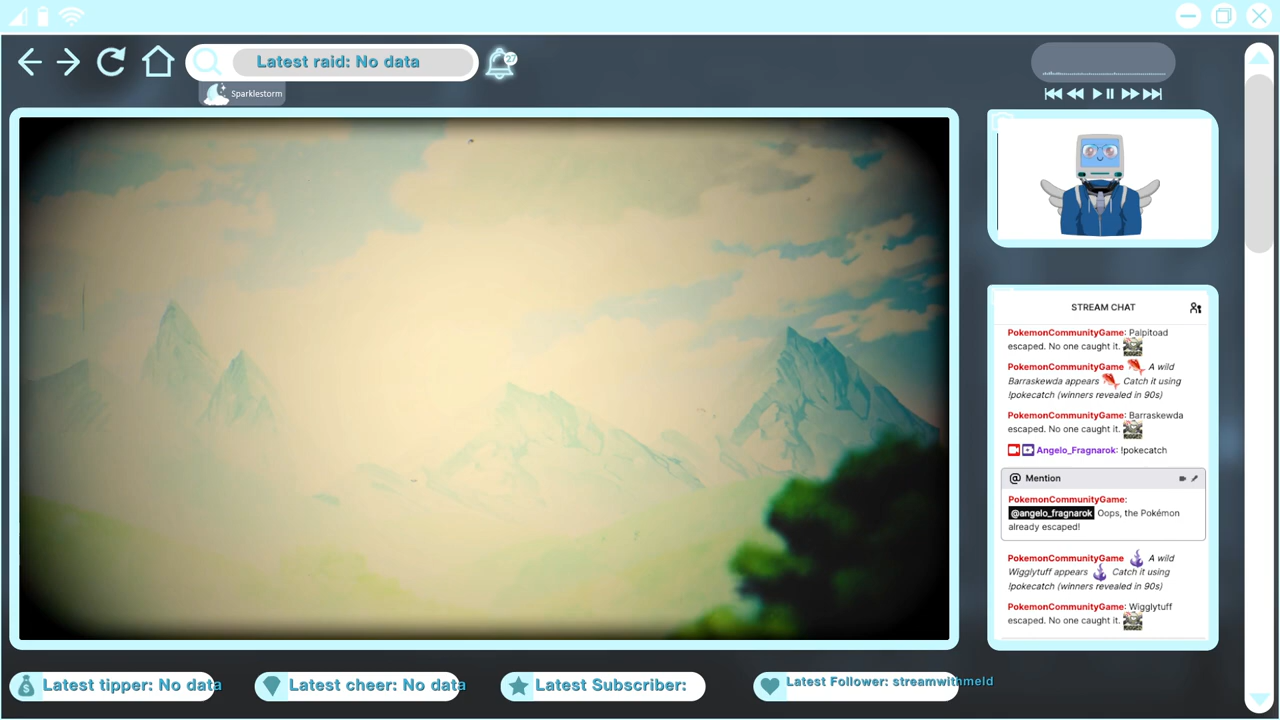 Latest raid: No data
27
Sparklestorm
STREAM CHAT
PokemonCommunityGame: Palpitoad
escaped. No one caught it.
PokemonCommunityGame A wild
Barraskewda appears Catch it using
!pokecatch (winners revealed in 90s)
PokemonCommunityGame: Barraskewda
escaped. No one caught it.
Angelo_Fragnarok: !pokecatch
@ Mention
PokemonCommunityGame:
@angelo_fragnarok Oops, the Pokémon
already escaped!
PokemonCommunityGame A wild
Wigglytuff appears Catch it using
!pokecatch (winners revealed in 90s)
PokemonCommunityGame: Wigglytuff
escaped. No one caught it.
Latest tipper: No data
Latest cheer: No data
Latest Subscriber:
Latest Follower: streamwithmeld